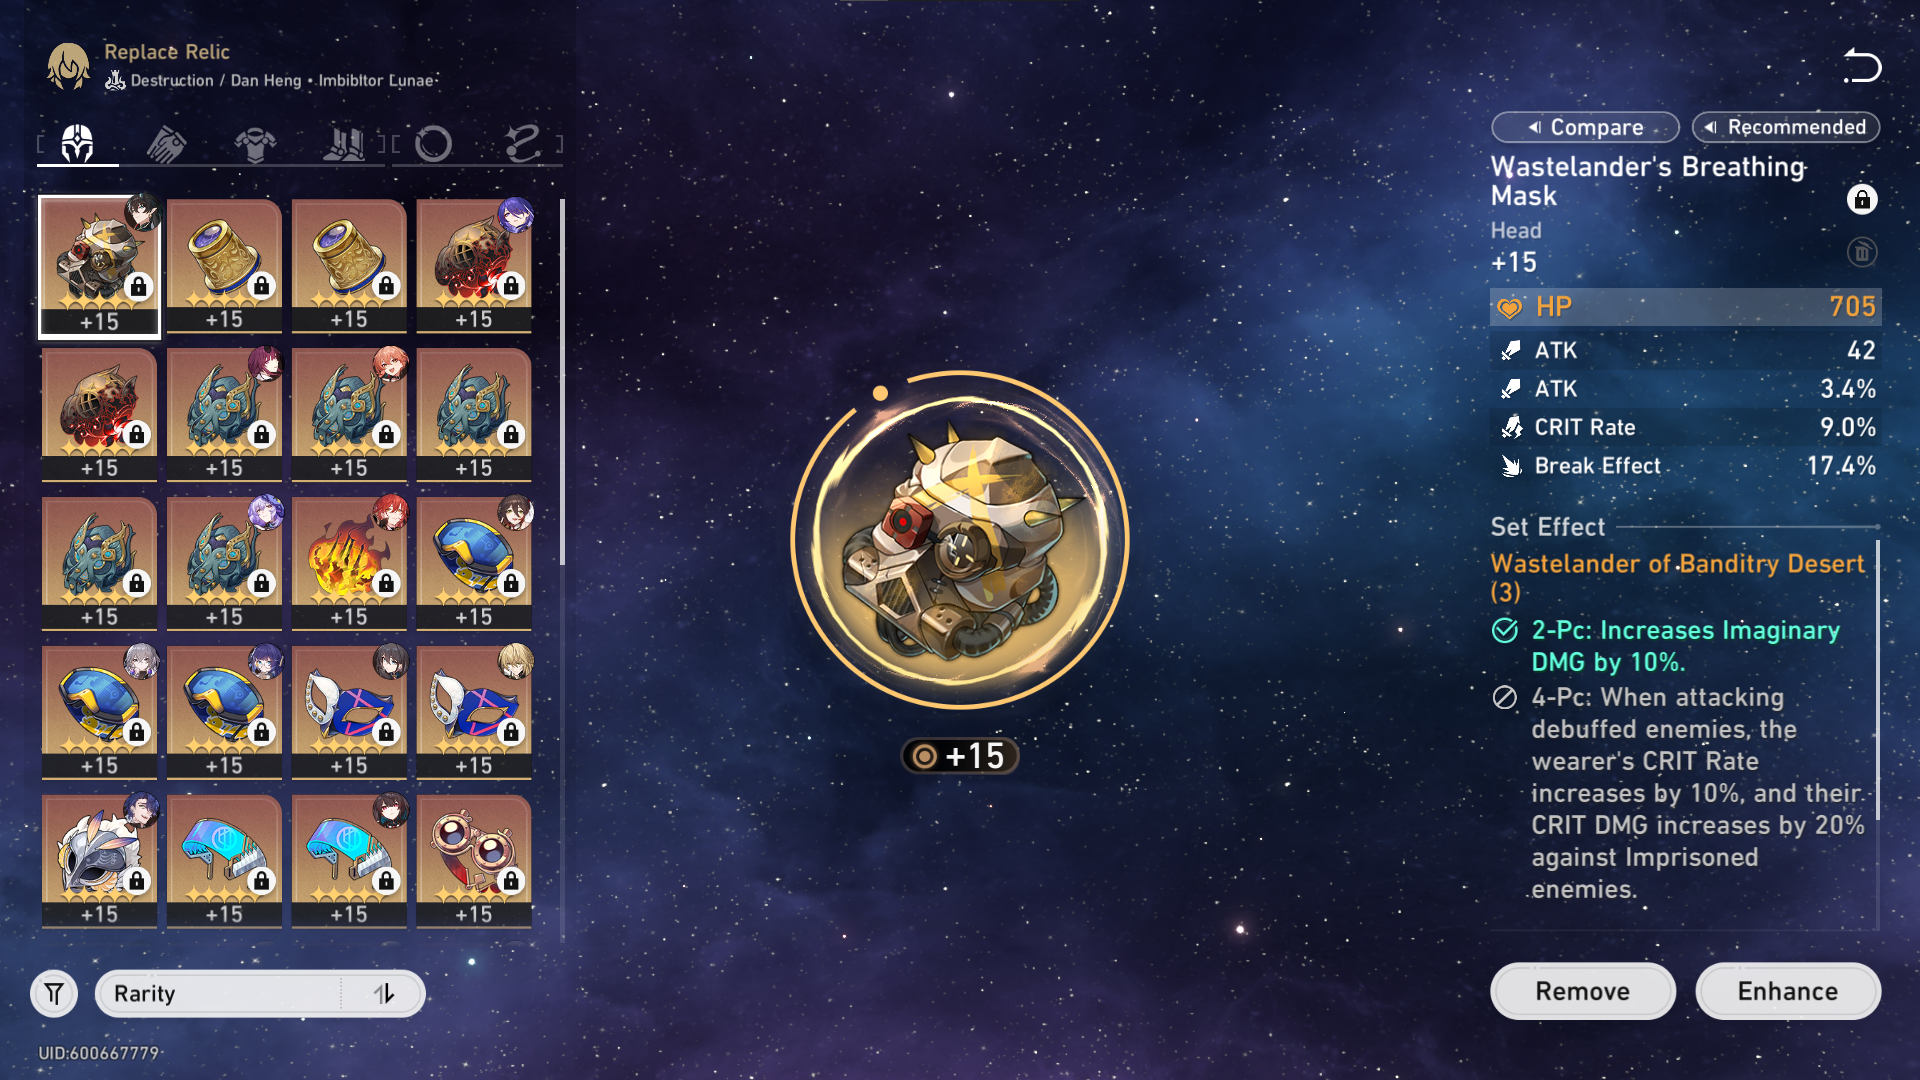 Replace Relic
Destruction / Dan Heng • Imbibitor Lunae
Compare
Recommended
Wastelander's Breathing
Mask
Head
+15
HP 705
ATK 42
ATK 3.4%
CRIT Rate 9.0%
Break Effect 17.4%
Set Effect
Wastelander of Banditry Desert
(3)
2-Pc: Increases Imaginary
DMG by 10%.
4-Pc: When attacking
debuffed enemies, the
wearer's CRIT Rate
increases by 10%, and their
CRIT DMG increases by 20%
against Imprisoned
enemies.
+15 +15 +15 +15
+15 +15 +15 +15
+15 +15 +15 +15
+15 +15 +15 +15
+15 +15 +15 +15
+15
Rarity
Remove
Enhance
UID:600667779